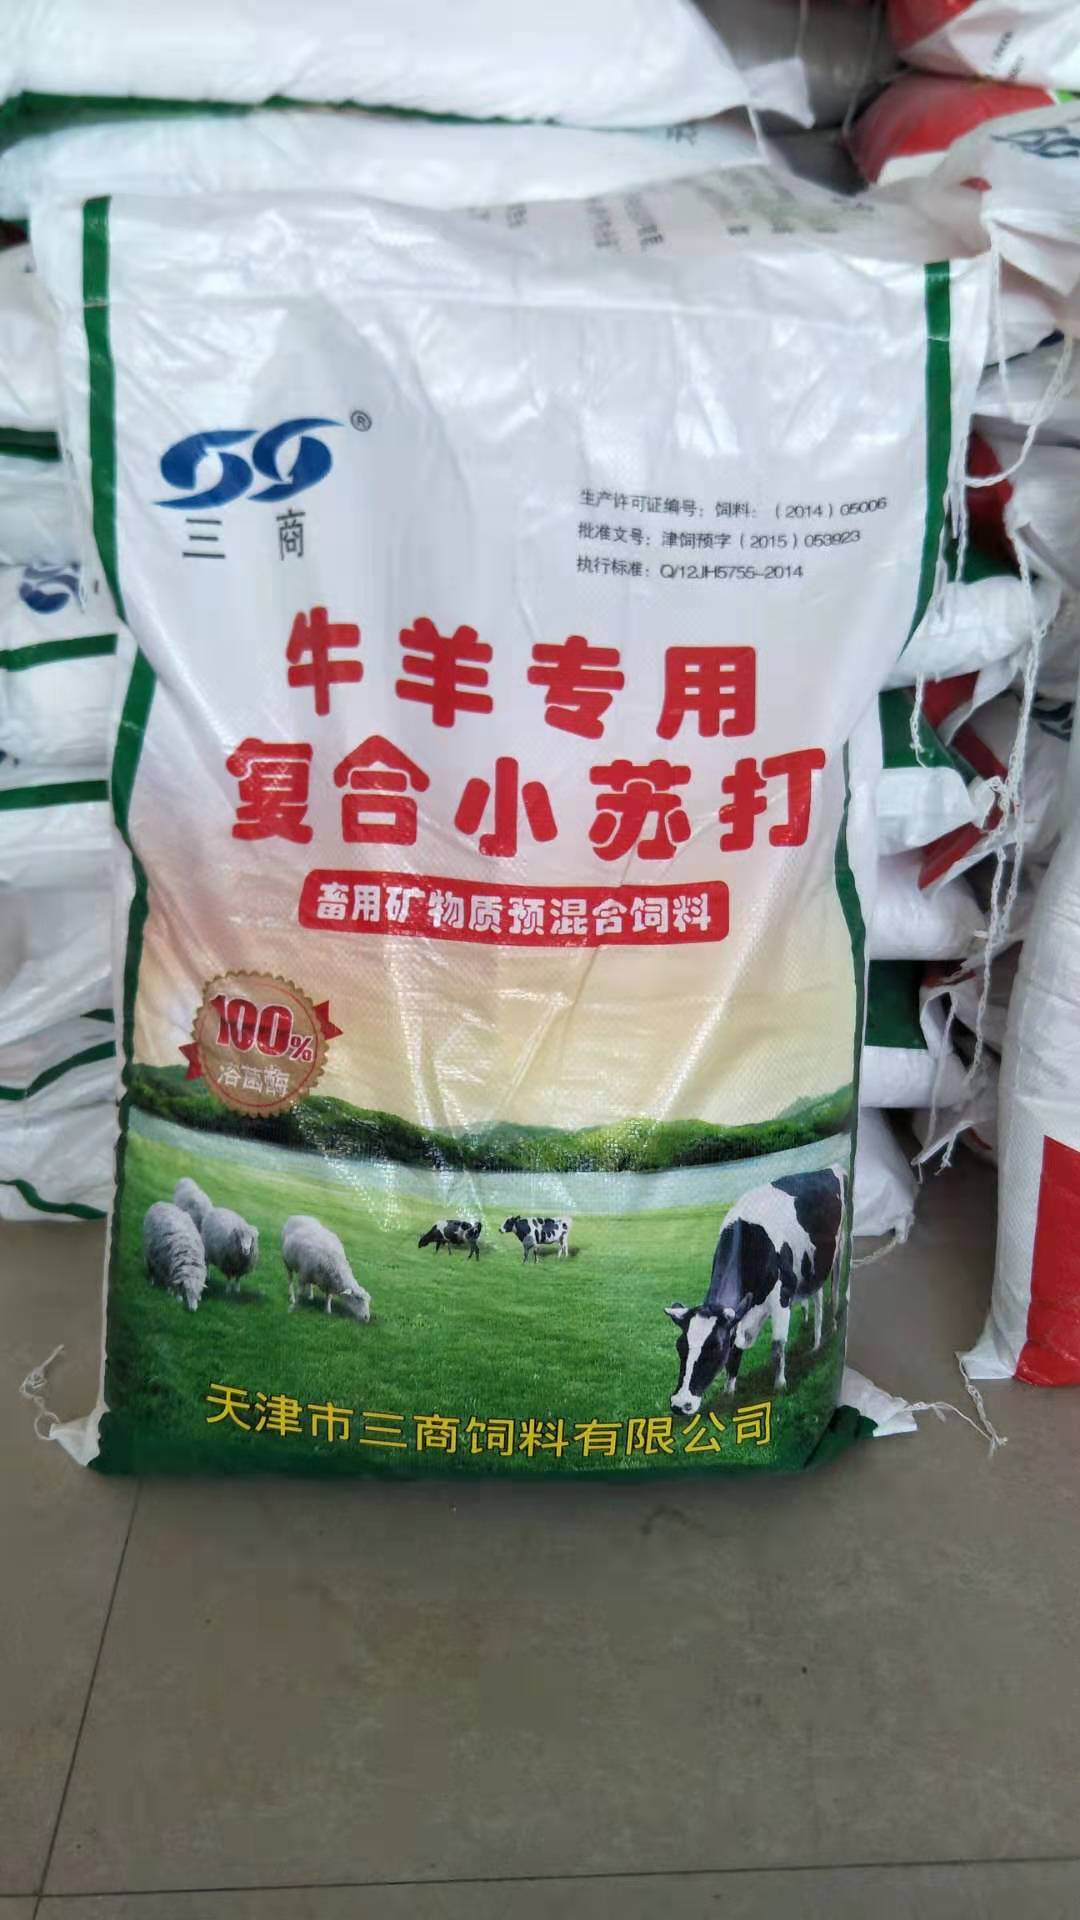 ®
三商
生产许可证编号：饲料：（2014）05006
批准文号：津饲预字（2015）053923
执行标准：Q/12JH5755-2014
牛羊专用
复合小苏打
畜用矿物质预混合饲料
100%
溶菌酶
天津市三商饲料有限公司